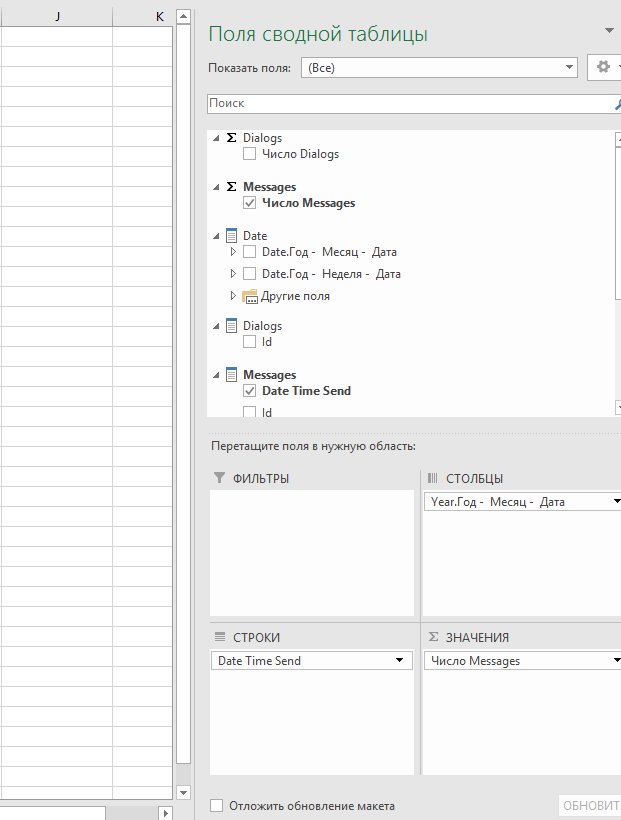 J K
Поля сводной таблицы
Показать поля: (Все)
Поиск
Σ Dialogs
Число Dialogs
Σ Messages
Число Messages
Date
Date.Год - Месяц - Дата
Date.Год - Неделя - Дата
Другие поля
Dialogs
Id
Messages
Date Time Send
Id
Перетащите поля в нужную область:
ФИЛЬТРЫ
СТОЛБЦЫ
Year.Год - Месяц - Дата
СТРОКИ
Σ ЗНАЧЕНИЯ
Date Time Send
Число Messages
Отложить обновление макета
ОБНОВИТ